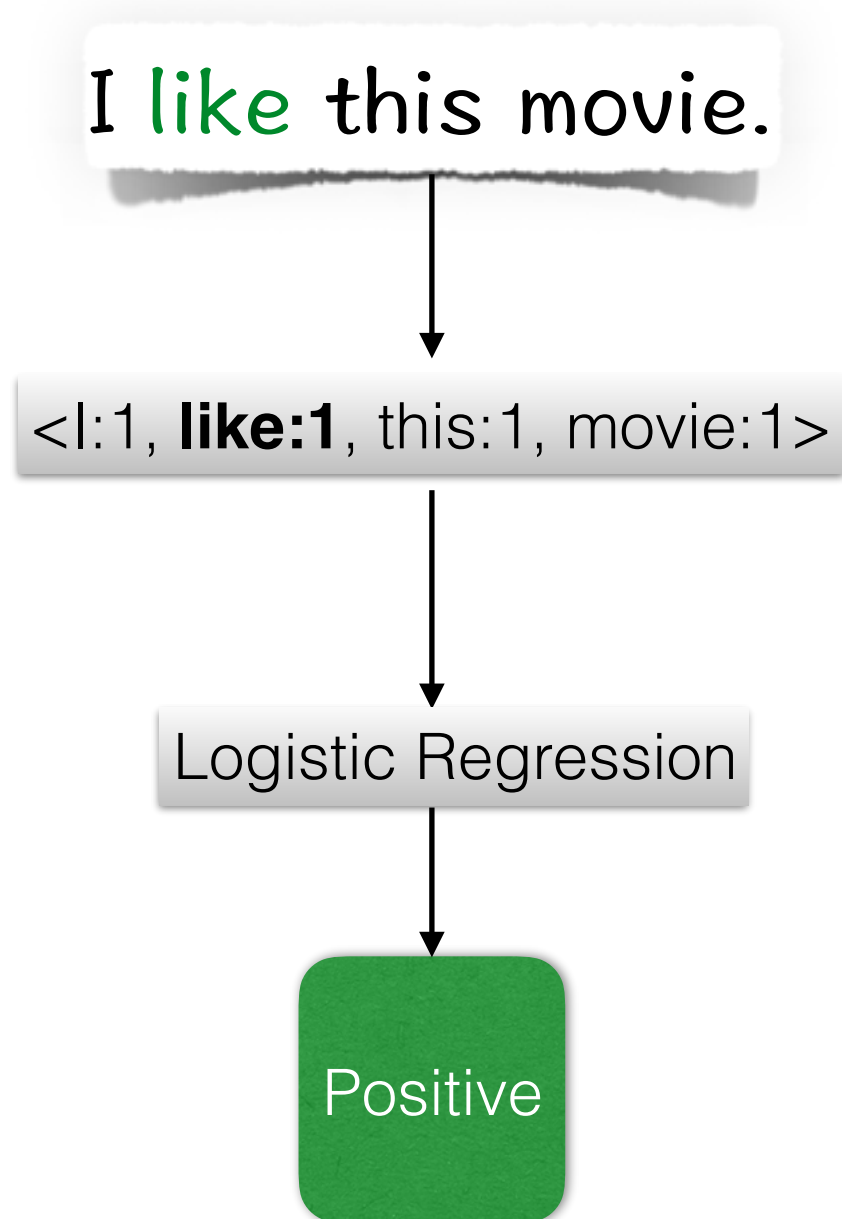 I like this movie.
<I:1, like:1, this:1, movie:1>
Logistic Regression
Positive